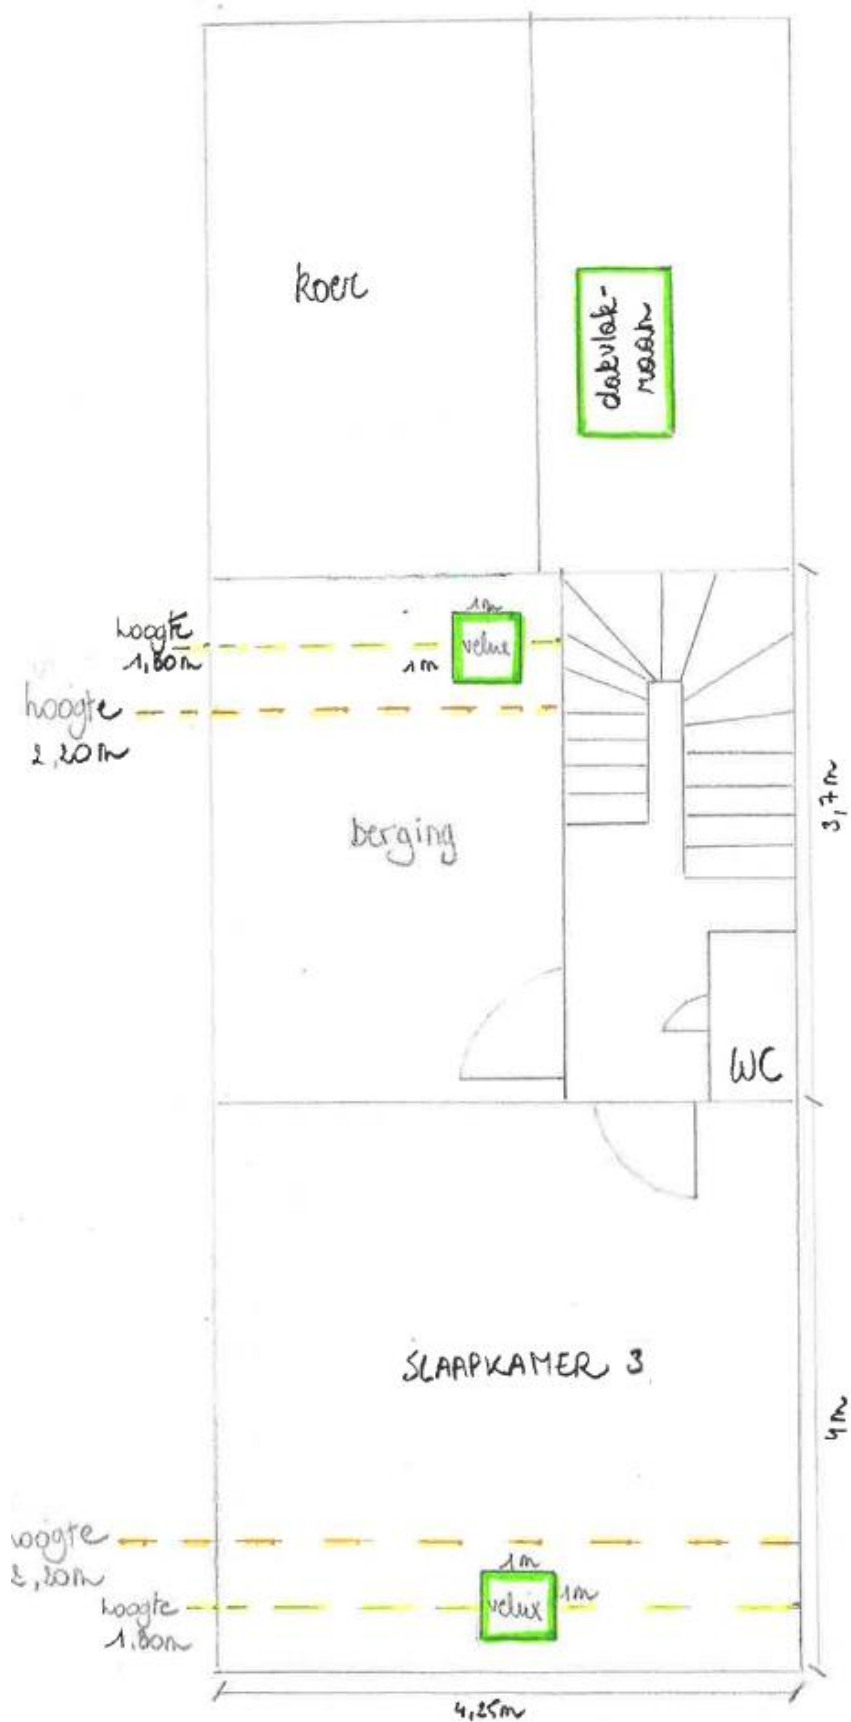 koer
dakvlak-
raam
1m
hoogte
1,80m
velux
1m
hoogte
2,20m
3,7m
berging
WC
SLAAPKAMER 3
4m
oogte
2,20m
1m
velux
1m
hoogte
1.80m
4,25m